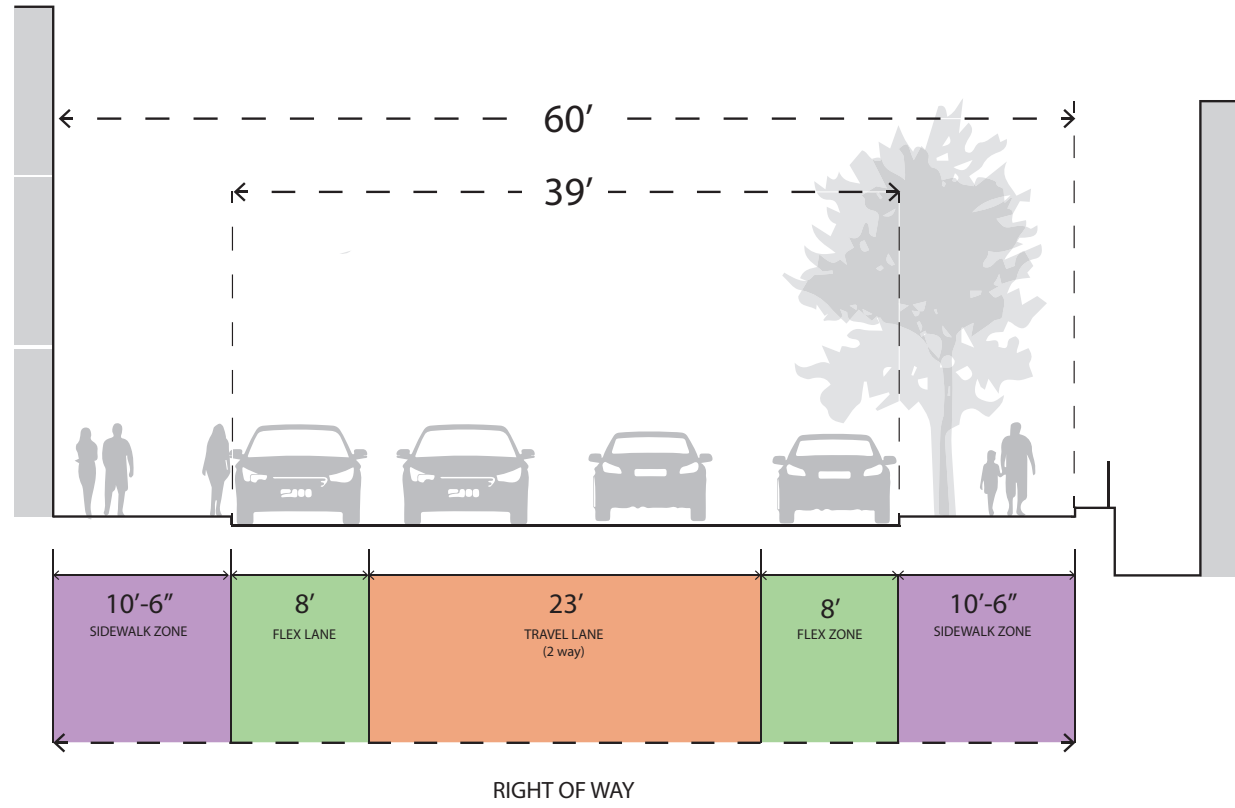 60’
39’
10’-6”
SIDEWALK ZONE
8’
FLEX LANE
23’
TRAVEL LANE
(2 way)
8’
FLEX ZONE
10’-6”
SIDEWALK ZONE
RIGHT OF WAY